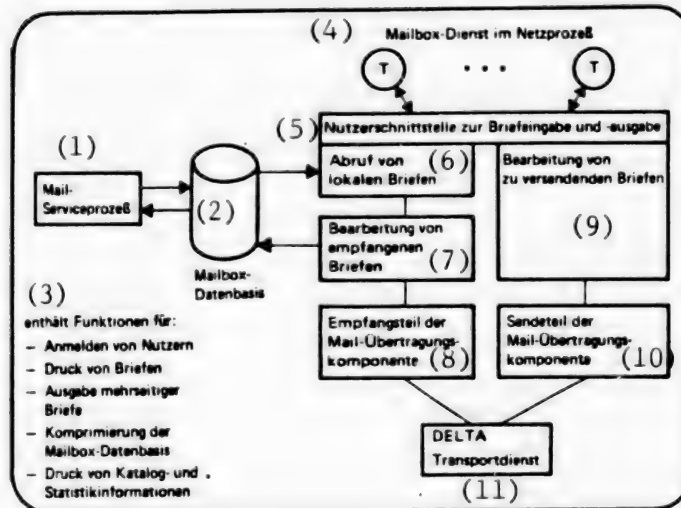 (4) Mailbox-Dienst im Netzprozeß
T . . . T
(5) Nutzerschnittstelle zur Briefeingabe und -ausgabe
(1)
Mail-
Serviceprozeß
(2)
Mailbox-
Datenbasis
Abruf von (6)
lokalen Briefen
Bearbeitung von
empfangenen
Briefen (7)
Empfangsteil der
Mail-Übertragungs-
komponente (8)
Bearbeitung von
zu versendenden Briefen
(9)
Sendeteil der
Mail-Übertragungs-
komponente (10)
DELTA
Transportdienst
(11)
(3)
enthält Funktionen für:
– Anmelden von Nutzern
– Druck von Briefen
– Ausgabe mehrseitiger
Briefe
– Komprimierung der
Mailbox-Datenbasis
– Druck von Katalog- und
Statistikinformationen